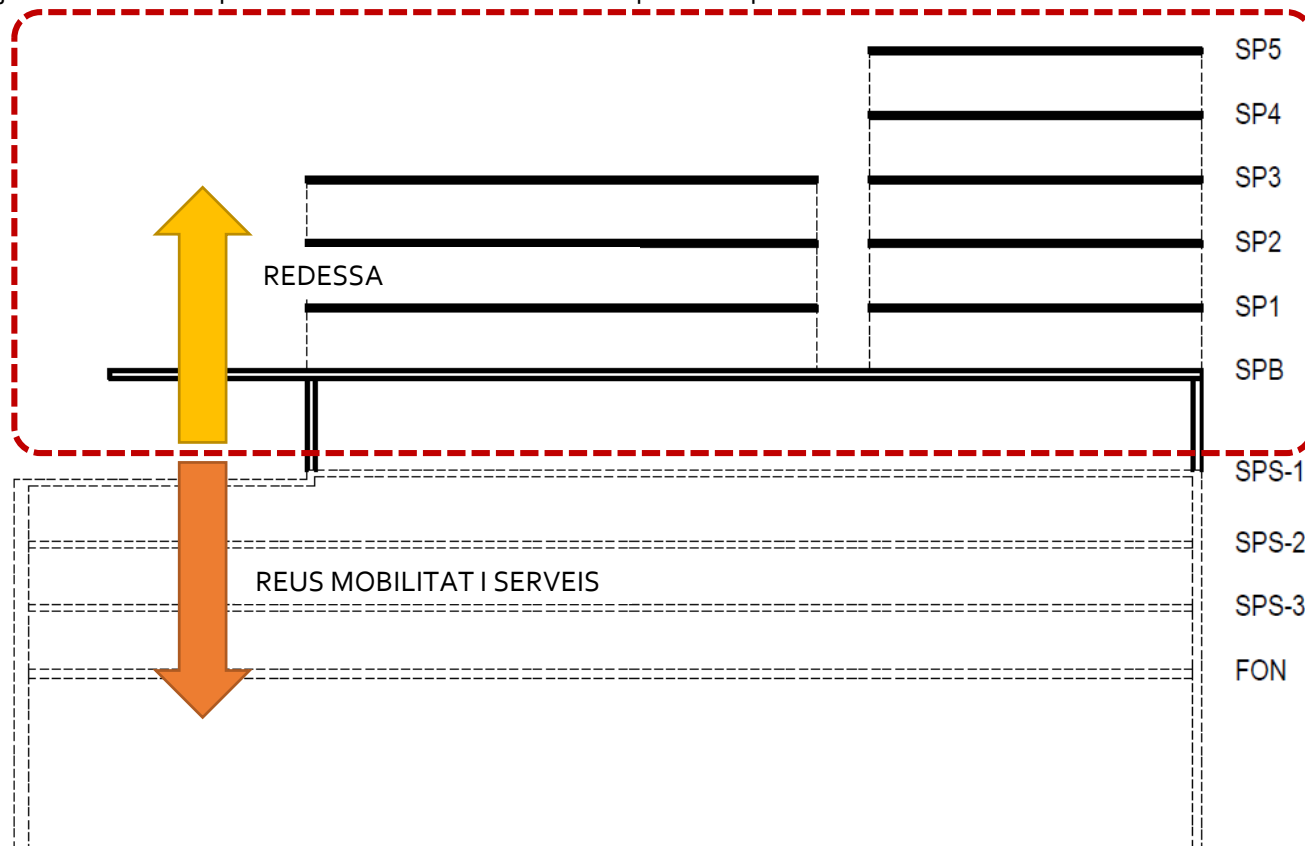 SP5
SP4
SP3
SP2
REDESSA
SP1
SPB
SPS-1
SPS-2
REUS MOBILITAT I SERVEIS
SPS-3
FON